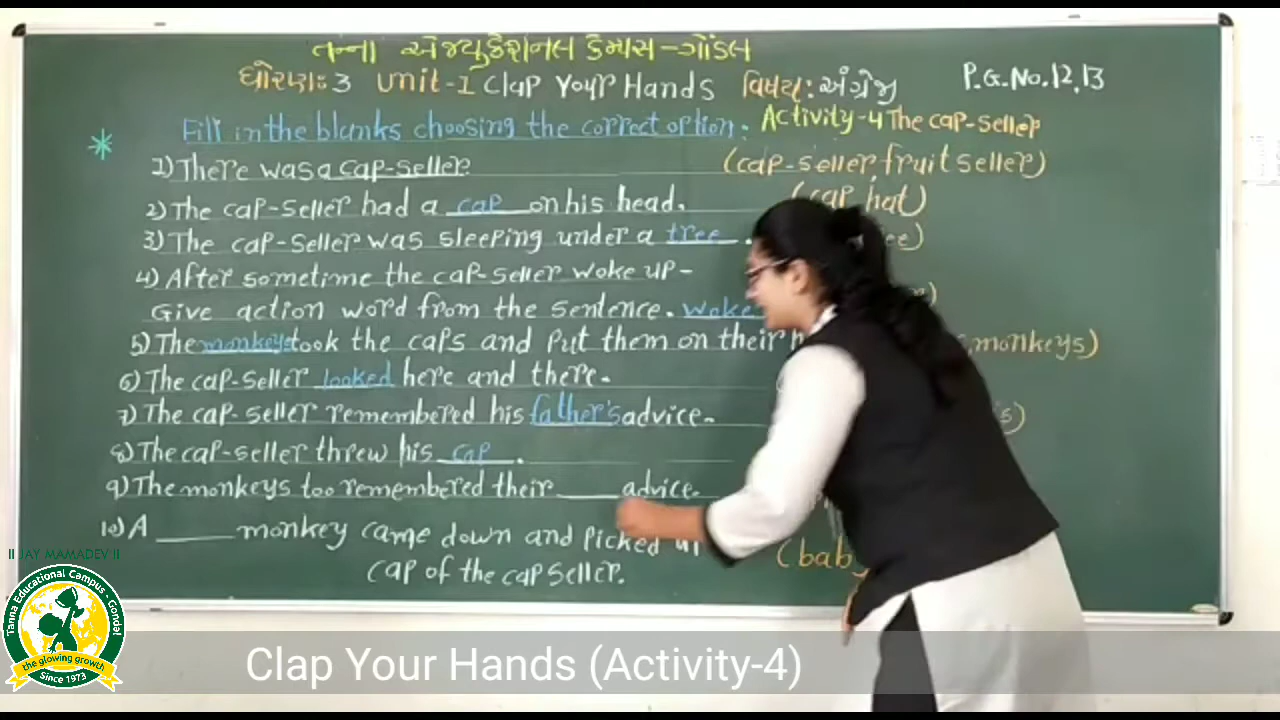 તન્ના એજ્યુકેશનલ કેમ્પસ-ગોંડલ
ધોરણ: 3 Unit-1 Clap Your Hands વિષય: અંગ્રેજી P.G.No.12,13
Fill in the blanks choosing the correct option: Activity-4 The cap-seller
1) There was a cap-seller (cap-seller, fruit seller)
2) The cap-seller had a cap on his head. (cap, hat)
3) The cap-seller was sleeping under a tree.
4) After sometime the cap-seller woke up-
Give action word from the sentence. woke
5) The monkeys took the caps and put them on their monkeys)
6) The cap-seller looked here and there.
7) The cap-seller remembered his father's advice.
8) The cap-seller threw his cap.
9) The monkeys too remembered their ____ advice.
10) A ____ monkey came down and picked
(baby
cap of the cap seller.
|| JAY MAMADEV ||
Tanna Educational Campus - Gondal
the glowing growth
Since 1973
Clap Your Hands (Activity-4)